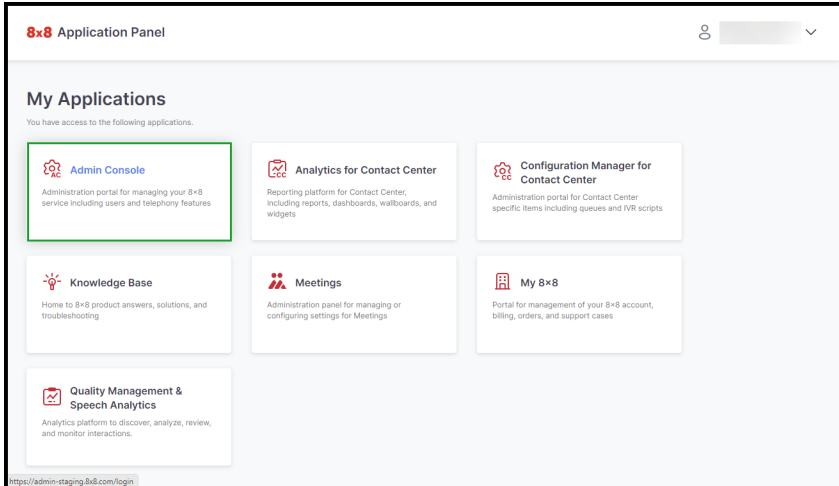 8x8 Application Panel
My Applications
You have access to the following applications.
AC
Admin Console
Administration portal for managing your 8×8
service including users and telephony features
CC
Analytics for Contact Center
Reporting platform for Contact Center,
including reports, dashboards, wallboards, and
widgets
CC
Configuration Manager for
Contact Center
Administration portal for Contact Center
specific items including queues and IVR scripts
Knowledge Base
Home to 8×8 product answers, solutions, and
troubleshooting
Meetings
Administration panel for managing or
configuring settings for Meetings
My 8×8
Portal for management of your 8×8 account,
billing, orders, and support cases
Quality Management &
Speech Analytics
Analytics platform to discover, analyze, review,
and monitor interactions.
https://admin-staging.8x8.com/login